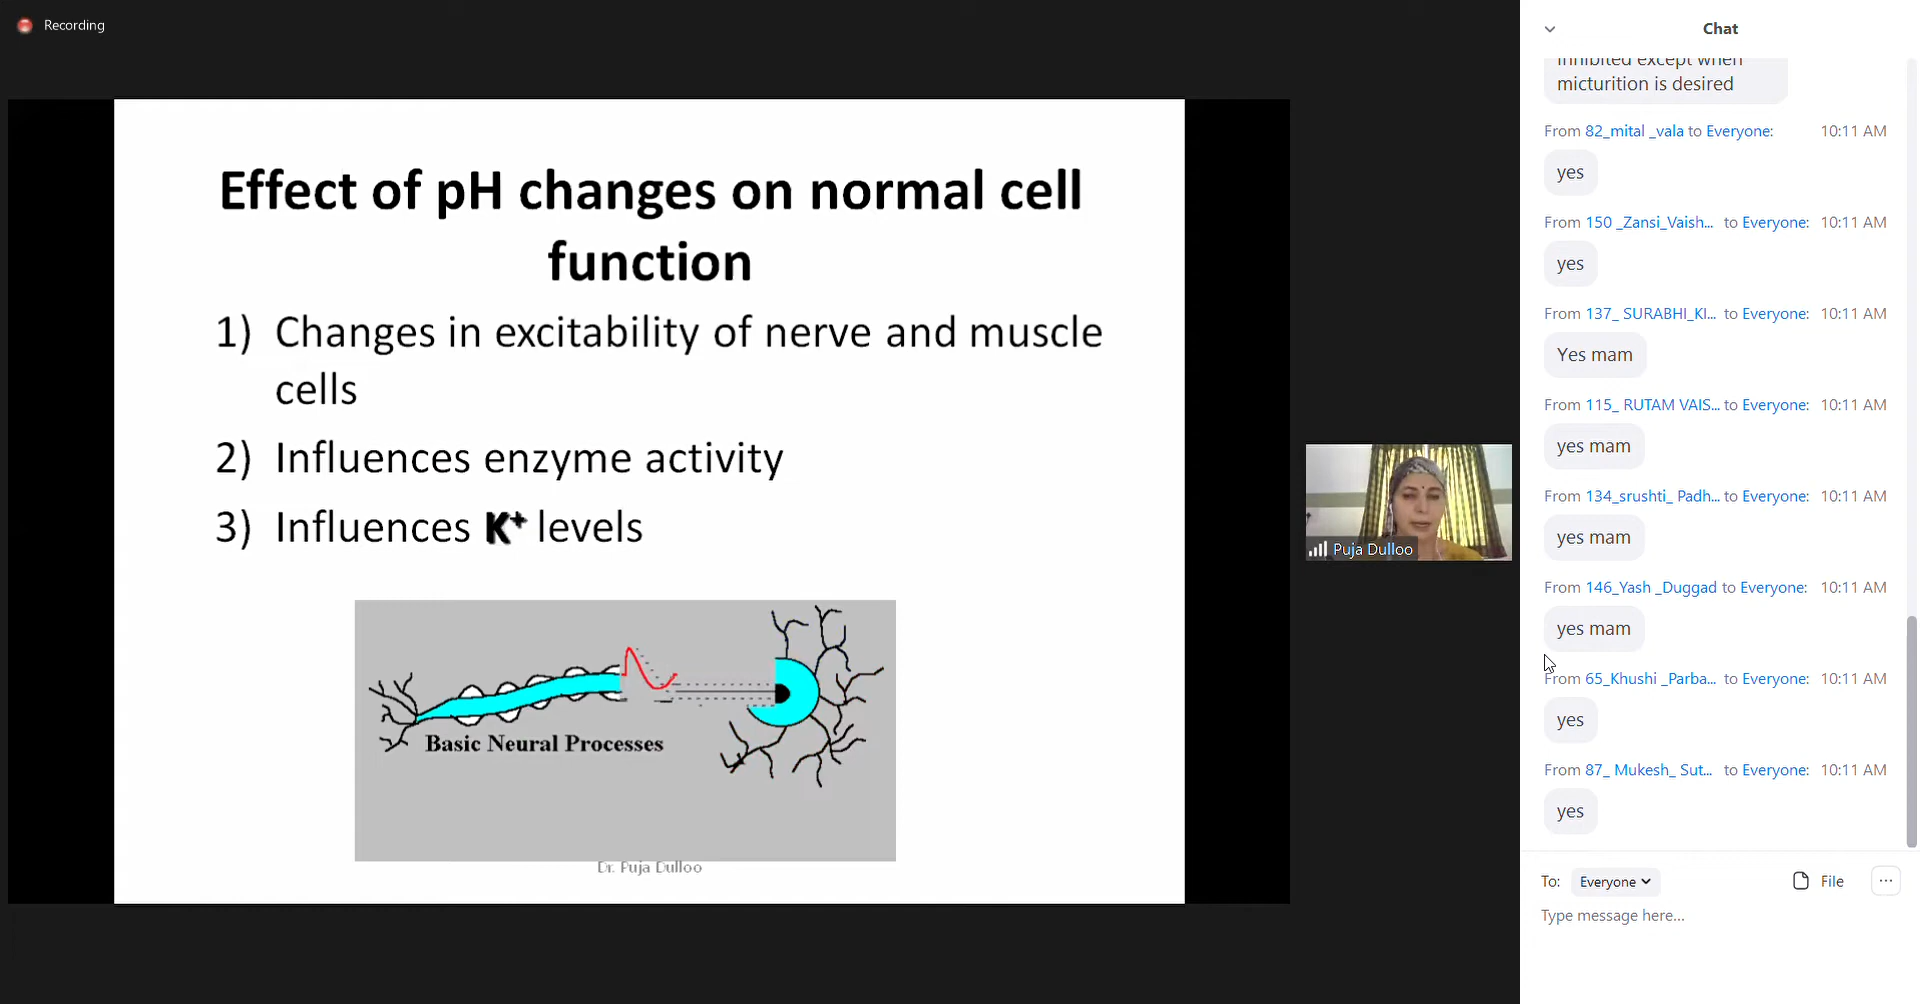 Recording
Effect of pH changes on normal cell
function
1) Changes in excitability of nerve and muscle
cells
2) Influences enzyme activity
3) Influences K+ levels
Basic Neural Processes
Dr. Puja Dulloo
Puja Dulloo
Chat
inhibited except when
micturition is desired
From 82_mital _vala to Everyone: 10:11 AM
yes
From 150 _Zansi_Vaish... to Everyone: 10:11 AM
yes
From 137_ SURABHI_KI... to Everyone: 10:11 AM
Yes mam
From 115_ RUTAM VAIS... to Everyone: 10:11 AM
yes mam
From 134_srushti_ Padh... to Everyone: 10:11 AM
yes mam
From 146_Yash _Duggad to Everyone: 10:11 AM
yes mam
From 65_Khushi _Parba... to Everyone: 10:11 AM
yes
From 87_ Mukesh_ Sut... to Everyone: 10:11 AM
yes
To: Everyone File ...
Type message here...